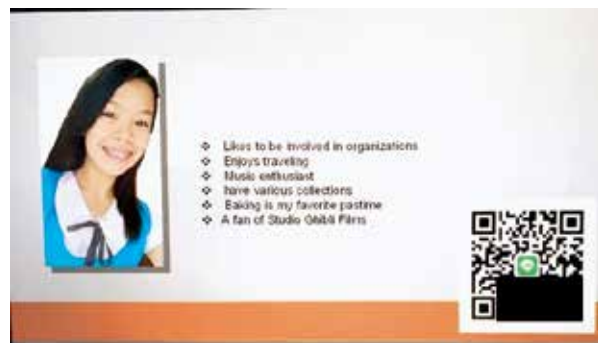 ❖ Likes to be involved in organizations
❖ Enjoys traveling
❖ Music enthusiast
❖ have various collections
❖ Baking is my favorite pastime
❖ A fan of Studio Ghibli Films